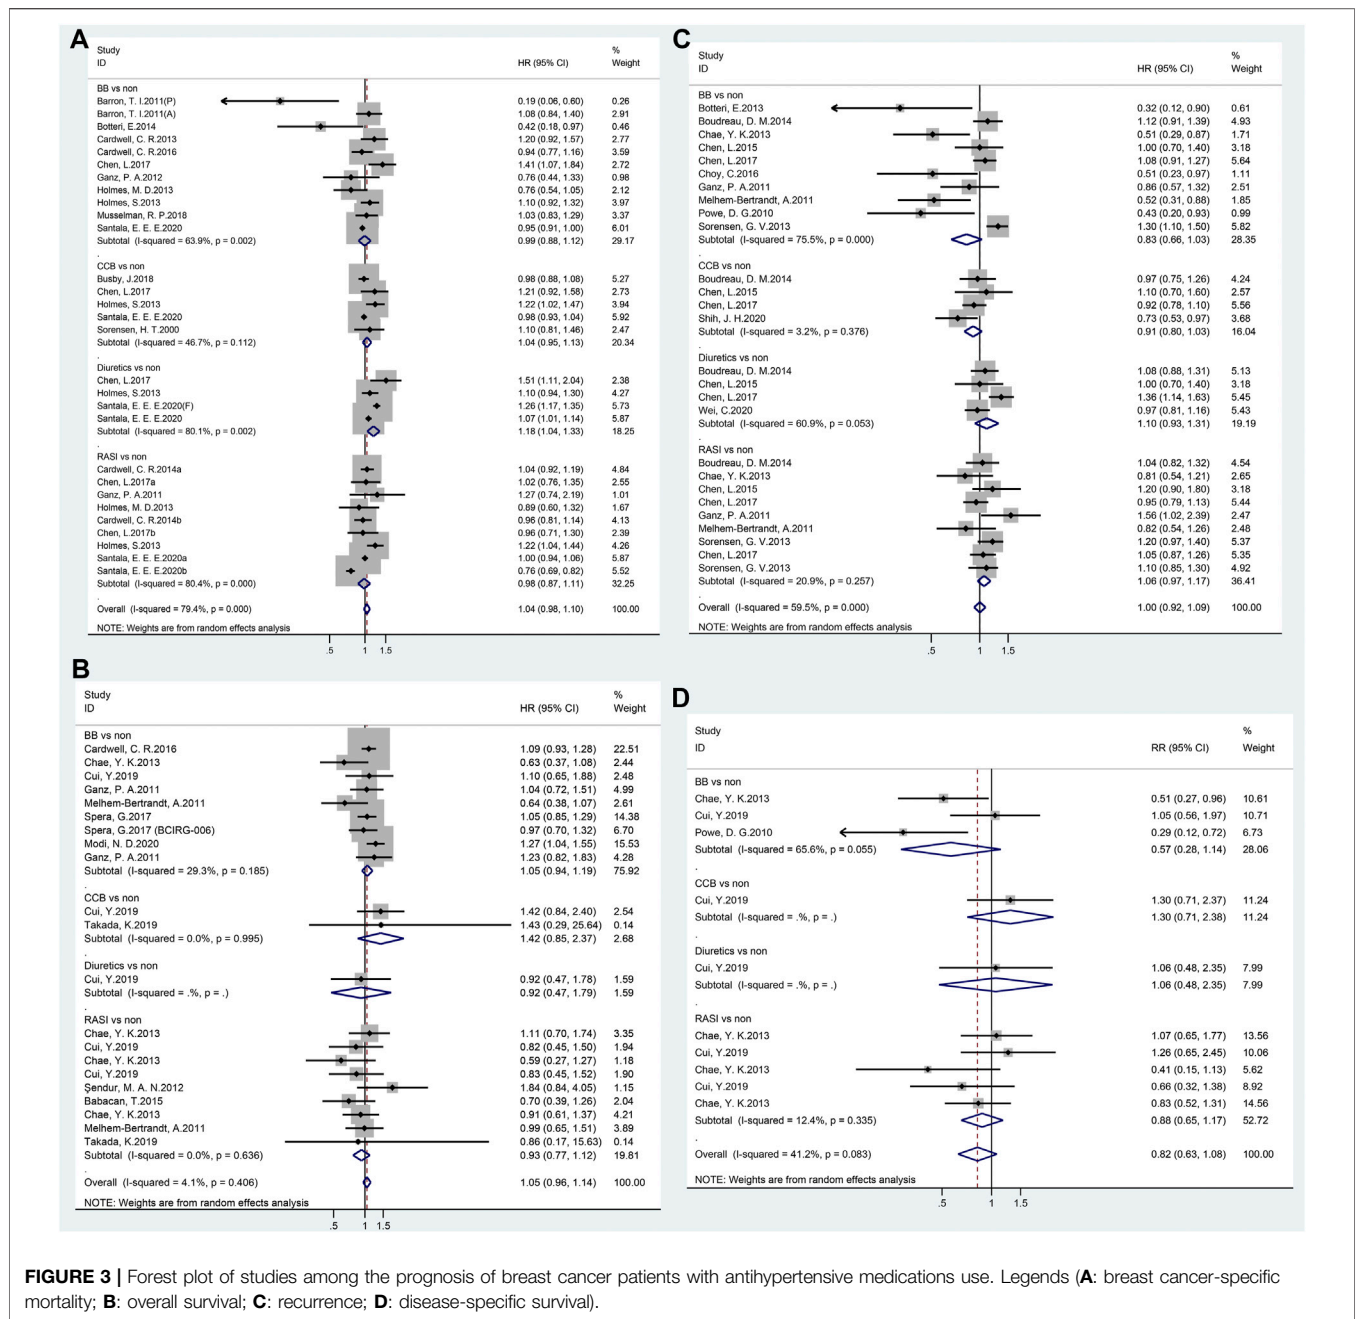 A
Study %
ID HR (95% CI) Weight
BB vs non
Barron, T. I.2011(P) 0.19 (0.06, 0.60) 0.26
Barron, T. I.2011(A) 1.08 (0.84, 1.40) 2.91
Botteri, E.2014 0.42 (0.18, 0.97) 0.46
Cardwell, C. R.2013 1.20 (0.92, 1.57) 2.77
Cardwell, C. R.2016 0.94 (0.77, 1.16) 3.59
Chen, L.2017 1.41 (1.07, 1.84) 2.72
Ganz, P. A.2012 0.76 (0.44, 1.33) 0.98
Holmes, M. D.2013 0.76 (0.54, 1.05) 2.12
Holmes, S.2013 1.10 (0.92, 1.32) 3.97
Musselman, R. P.2018 1.03 (0.83, 1.29) 3.37
Santala, E. E. E.2020 0.95 (0.91, 1.00) 6.01
Subtotal (I-squared = 63.9%, p = 0.002) 0.99 (0.88, 1.12) 29.17
.
CCB vs non
Busby, J.2018 0.98 (0.88, 1.08) 5.27
Chen, L.2017 1.21 (0.92, 1.58) 2.73
Holmes, S.2013 1.22 (1.02, 1.47) 3.94
Santala, E. E. E.2020 0.98 (0.93, 1.04) 5.92
Sorensen, H. T.2000 1.10 (0.81, 1.46) 2.47
Subtotal (I-squared = 46.7%, p = 0.112) 1.04 (0.95, 1.13) 20.34
.
Diuretics vs non
Chen, L.2017 1.51 (1.11, 2.04) 2.38
Holmes, S.2013 1.10 (0.94, 1.30) 4.27
Santala, E. E. E.2020(F) 1.26 (1.17, 1.35) 5.73
Santala, E. E. E.2020 1.07 (1.01, 1.14) 5.87
Subtotal (I-squared = 80.1%, p = 0.002) 1.18 (1.04, 1.33) 18.25
.
RASI vs non
Cardwell, C. R.2014a 1.04 (0.92, 1.19) 4.84
Chen, L.2017a 1.02 (0.76, 1.35) 2.55
Ganz, P. A.2011 1.27 (0.74, 2.19) 1.01
Holmes, M. D.2013 0.89 (0.60, 1.32) 1.67
Cardwell, C. R.2014b 0.96 (0.81, 1.14) 4.13
Chen, L.2017b 0.96 (0.71, 1.30) 2.39
Holmes, S.2013 1.22 (1.04, 1.44) 4.26
Santala, E. E. E.2020a 1.00 (0.94, 1.06) 5.87
Santala, E. E. E.2020b 0.76 (0.69, 0.82) 5.52
Subtotal (I-squared = 80.4%, p = 0.000) 0.98 (0.87, 1.11) 32.25
.
Overall (I-squared = 79.4%, p = 0.000) 1.04 (0.98, 1.10) 100.00
NOTE: Weights are from random effects analysis
.5 1 1.5
B
Study %
ID HR (95% CI) Weight
BB vs non
Cardwell, C. R.2016 1.09 (0.93, 1.28) 22.51
Chae, Y. K.2013 0.63 (0.37, 1.08) 2.44
Cui, Y.2019 1.10 (0.65, 1.88) 2.48
Ganz, P. A.2011 1.04 (0.72, 1.51) 4.99
Melhem-Bertrandt, A.2011 0.64 (0.38, 1.07) 2.61
Spera, G.2017 1.05 (0.85, 1.29) 14.38
Spera, G.2017 (BCIRG-006) 0.97 (0.70, 1.32) 6.70
Modi, N. D.2020 1.27 (1.04, 1.55) 15.53
Ganz, P. A.2011 1.23 (0.82, 1.83) 4.28
Subtotal (I-squared = 29.3%, p = 0.185) 1.05 (0.94, 1.19) 75.92
.
CCB vs non
Cui, Y.2019 1.42 (0.84, 2.40) 2.54
Takada, K.2019 1.43 (0.29, 25.64) 0.14
Subtotal (I-squared = 0.0%, p = 0.995) 1.42 (0.85, 2.37) 2.68
.
Diuretics vs non
Cui, Y.2019 0.92 (0.47, 1.78) 1.59
Subtotal (I-squared = .%, p = .) 0.92 (0.47, 1.79) 1.59
.
RASI vs non
Chae, Y. K.2013 1.11 (0.70, 1.74) 3.35
Cui, Y.2019 0.82 (0.45, 1.50) 1.94
Chae, Y. K.2013 0.59 (0.27, 1.27) 1.18
Cui, Y.2019 0.83 (0.45, 1.52) 1.90
Şendur, M. A. N.2012 1.84 (0.84, 4.05) 1.15
Babacan, T.2015 0.70 (0.39, 1.26) 2.04
Chae, Y. K.2013 0.91 (0.61, 1.37) 4.21
Melhem-Bertrandt, A.2011 0.99 (0.65, 1.51) 3.89
Takada, K.2019 0.86 (0.17, 15.63) 0.14
Subtotal (I-squared = 0.0%, p = 0.636) 0.93 (0.77, 1.12) 19.81
.
Overall (I-squared = 4.1%, p = 0.406) 1.05 (0.96, 1.14) 100.00
NOTE: Weights are from random effects analysis
.5 1 1.5
C
Study %
ID HR (95% CI) Weight
BB vs non
Botteri, E.2013 0.32 (0.12, 0.90) 0.61
Boudreau, D. M.2014 1.12 (0.91, 1.39) 4.93
Chae, Y. K.2013 0.51 (0.29, 0.87) 1.71
Chen, L.2015 1.00 (0.70, 1.40) 3.18
Chen, L.2017 1.08 (0.91, 1.27) 5.64
Choy, C.2016 0.51 (0.23, 0.97) 1.11
Ganz, P. A.2011 0.86 (0.57, 1.32) 2.51
Melhem-Bertrandt, A.2011 0.52 (0.31, 0.88) 1.85
Powe, D. G.2010 0.43 (0.20, 0.93) 0.99
Sorensen, G. V.2013 1.30 (1.10, 1.50) 5.82
Subtotal (I-squared = 75.5%, p = 0.000) 0.83 (0.66, 1.03) 28.35
.
CCB vs non
Boudreau, D. M.2014 0.97 (0.75, 1.26) 4.24
Chen, L.2015 1.10 (0.70, 1.60) 2.57
Chen, L.2017 0.92 (0.78, 1.10) 5.56
Shih, J. H.2020 0.73 (0.53, 0.97) 3.68
Subtotal (I-squared = 3.2%, p = 0.376) 0.91 (0.80, 1.03) 16.04
.
Diuretics vs non
Boudreau, D. M.2014 1.08 (0.88, 1.31) 5.13
Chen, L.2015 1.00 (0.70, 1.40) 3.18
Chen, L.2017 1.36 (1.14, 1.63) 5.45
Wei, C.2020 0.97 (0.81, 1.16) 5.43
Subtotal (I-squared = 60.9%, p = 0.053) 1.10 (0.93, 1.31) 19.19
.
RASI vs non
Boudreau, D. M.2014 1.04 (0.82, 1.32) 4.54
Chae, Y. K.2013 0.81 (0.54, 1.21) 2.65
Chen, L.2015 1.20 (0.90, 1.80) 3.18
Chen, L.2017 0.95 (0.79, 1.13) 5.44
Ganz, P. A.2011 1.56 (1.02, 2.39) 2.47
Melhem-Bertrandt, A.2011 0.82 (0.54, 1.26) 2.48
Sorensen, G. V.2013 1.20 (0.97, 1.40) 5.37
Chen, L.2017 1.05 (0.87, 1.26) 5.35
Sorensen, G. V.2013 1.10 (0.85, 1.30) 4.92
Subtotal (I-squared = 20.9%, p = 0.257) 1.06 (0.97, 1.17) 36.41
.
Overall (I-squared = 59.5%, p = 0.000) 1.00 (0.92, 1.09) 100.00
NOTE: Weights are from random effects analysis
.5 1 1.5
D
Study %
ID RR (95% CI) Weight
BB vs non
Chae, Y. K.2013 0.51 (0.27, 0.96) 10.61
Cui, Y.2019 1.05 (0.56, 1.97) 10.71
Powe, D. G.2010 0.29 (0.12, 0.72) 6.73
Subtotal (I-squared = 65.6%, p = 0.055) 0.57 (0.28, 1.14) 28.06
.
CCB vs non
Cui, Y.2019 1.30 (0.71, 2.37) 11.24
Subtotal (I-squared = .%, p = .) 1.30 (0.71, 2.38) 11.24
.
Diuretics vs non
Cui, Y.2019 1.06 (0.48, 2.35) 7.99
Subtotal (I-squared = .%, p = .) 1.06 (0.48, 2.35) 7.99
.
RASI vs non
Chae, Y. K.2013 1.07 (0.65, 1.77) 13.56
Cui, Y.2019 1.26 (0.65, 2.45) 10.06
Chae, Y. K.2013 0.41 (0.15, 1.13) 5.62
Cui, Y.2019 0.66 (0.32, 1.38) 8.92
Chae, Y. K.2013 0.83 (0.52, 1.31) 14.56
Subtotal (I-squared = 12.4%, p = 0.335) 0.88 (0.65, 1.17) 52.72
.
Overall (I-squared = 41.2%, p = 0.083) 0.82 (0.63, 1.08) 100.00
NOTE: Weights are from random effects analysis
.5 1 1.5
FIGURE 3 | Forest plot of studies among the prognosis of breast cancer patients with antihypertensive medications use. Legends (A: breast cancer-specific
mortality; B: overall survival; C: recurrence; D: disease-specific survival).